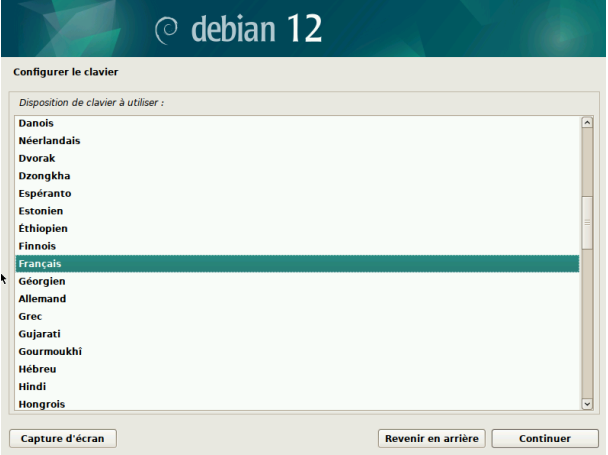 debian 12
Configurer le clavier
Disposition de clavier à utiliser :
Danois
Néerlandais
Dvorak
Dzongkha
Espéranto
Estonien
Éthiopien
Finnois
Français
Géorgien
Allemand
Grec
Gujarati
Gourmoukhî
Hébreu
Hindi
Hongrois
Capture d'écran
Revenir en arrière
Continuer